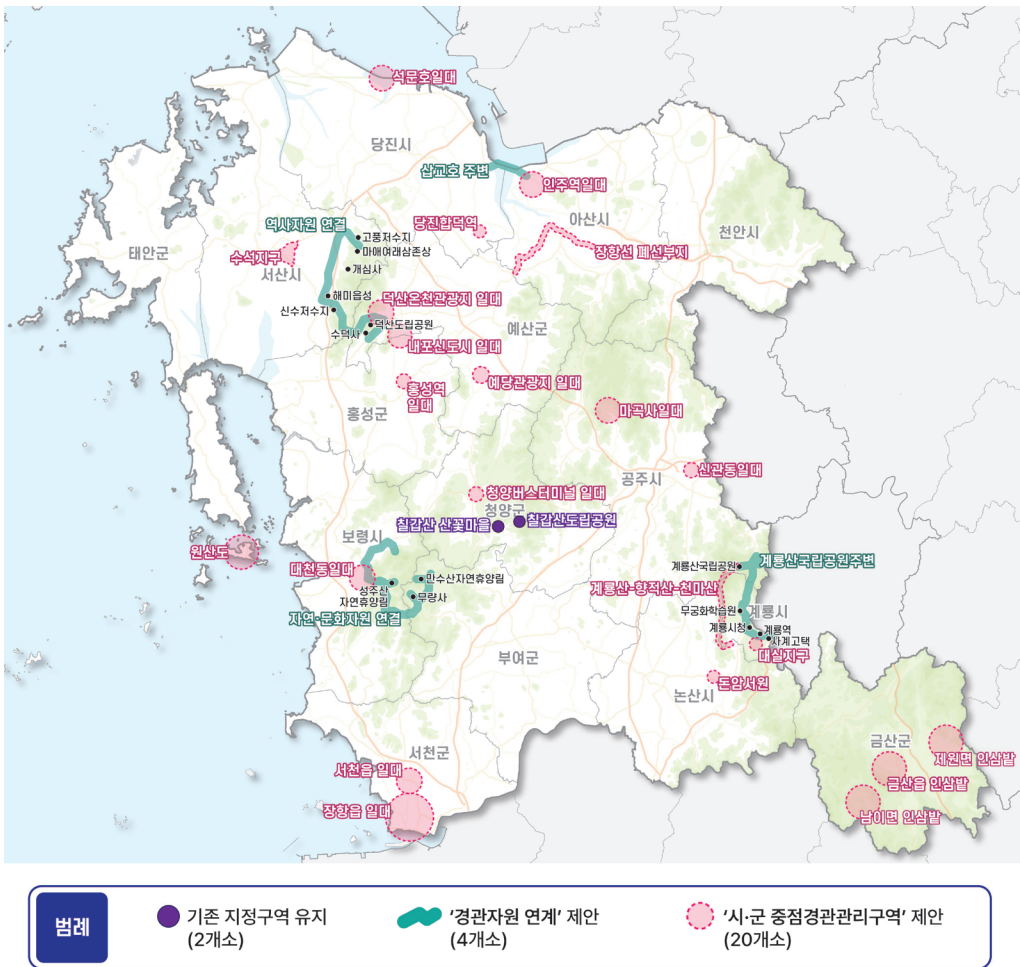 석문호일대
당진시
삽교호 주변
인주역일대
역사자원 연결
고풍저수지
당진합덕역
아산시
마애여래삼존상
천안시
태안군
수석지구
장항선 폐선부지
서산시
개심사
해미읍성
덕산온천관광지 일대
신수저수지
덕산도립공원
예산군
수덕사
내포신도시 일대
홍성역
일대
예당관광지 일대
홍성군
마곡사일대
신관동일대
공주시
청양버스터미널 일대
청양군
칠갑산 산꽃마을
칠갑산도립공원
보령시
원산도
대천동일대
계룡산국립공원주변
계룡산국립공원
만수산자연휴양림
성주산
자연휴양림
계룡산-향적산-천마산
무량사
무궁화학습원
계룡시
자연·문화자원 연결
계룡시청
계룡역
사계고택
대실지구
부여군
돈암서원
논산시
금산군
서천군
제원면 인삼밭
서천읍 일대
금산읍 인삼밭
장항읍 일대
남이면 인삼밭
범례
기존 지정구역 유지
(2개소)
‘경관자원 연계’ 제안
(4개소)
‘시·군 중점경관관리구역’ 제안
(20개소)